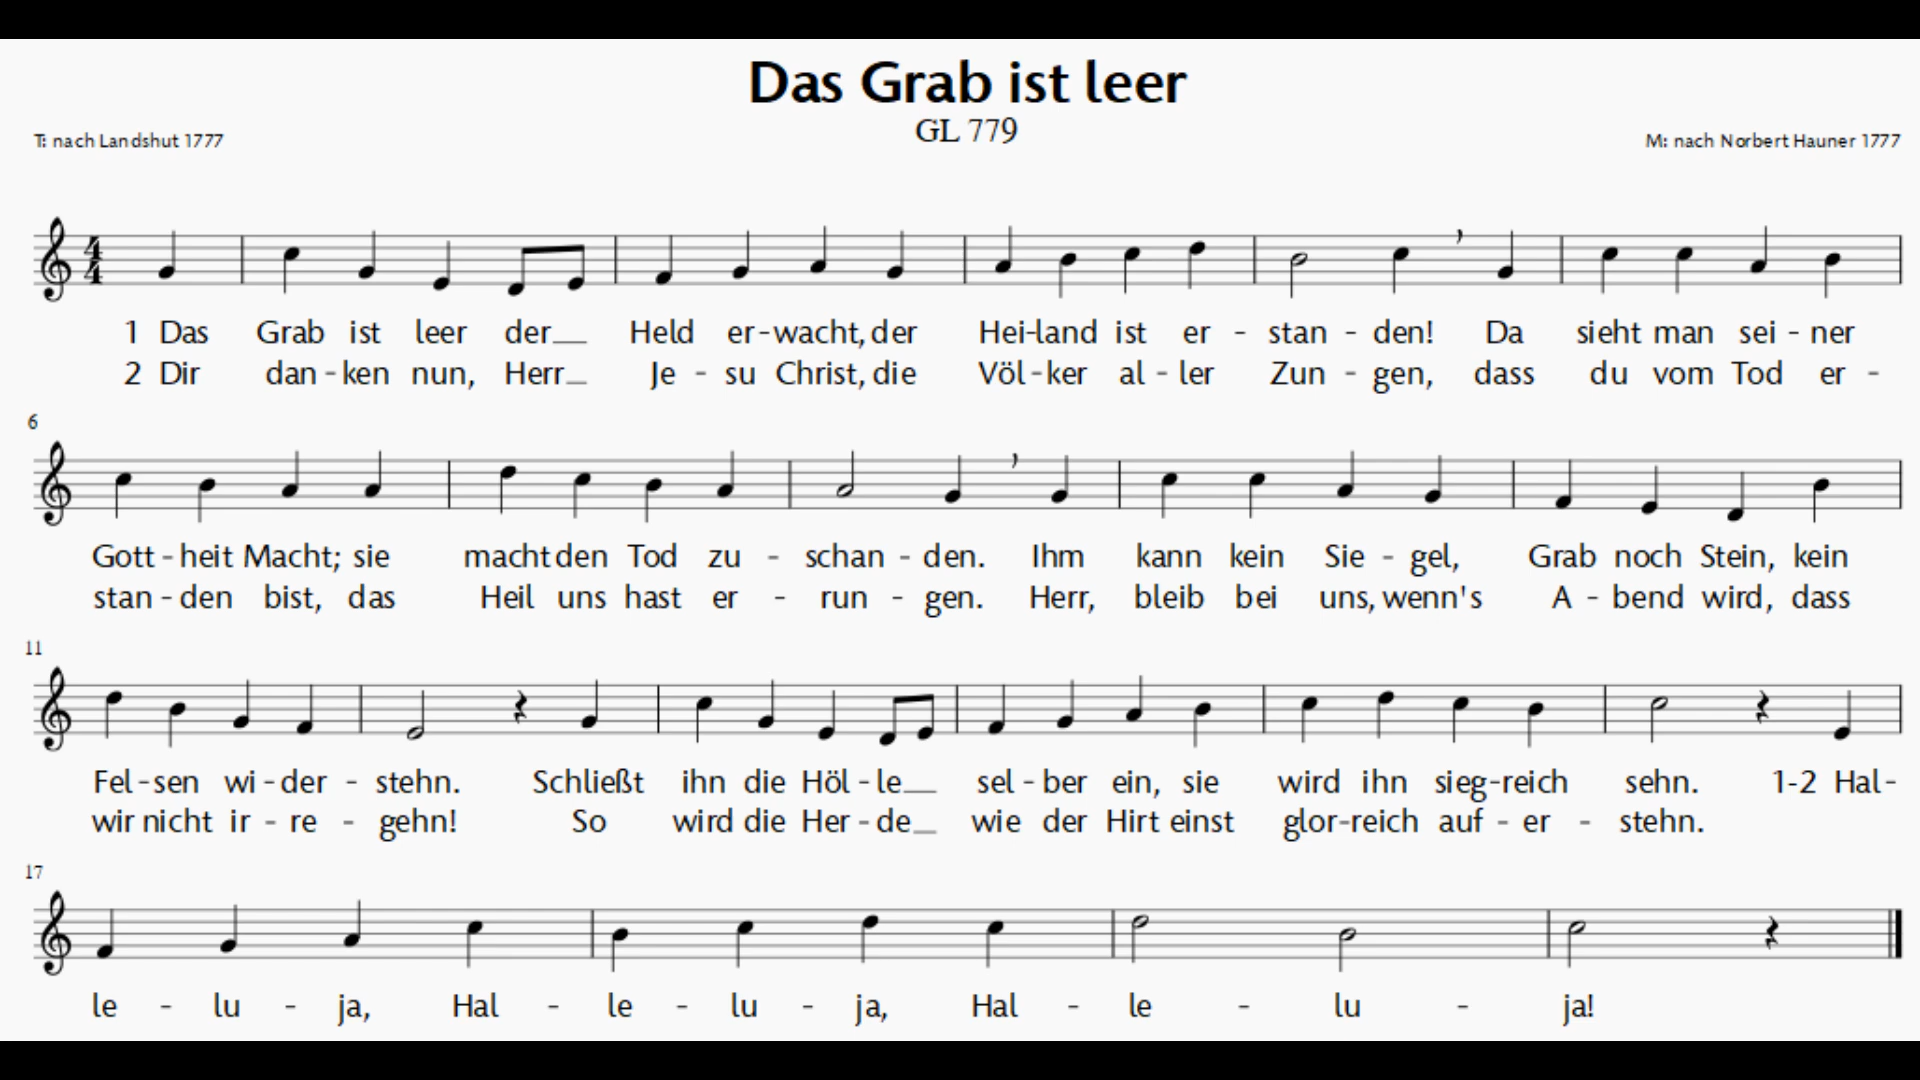 Das Grab ist leer
GL 779
T: nach Landshut 1777
M: nach Norbert Hauner 1777
4
4
1 Das Grab ist leer der__ Held er-wacht, der Hei-land ist er - stan - den! Da sieht man sei - ner
2 Dir dan - ken nun, Herr_ Je - su Christ, die Völ - ker al - ler Zun - gen, dass du vom Tod er -
6
Gott - heit Macht; sie macht den Tod zu - schan - den. Ihm kann kein Sie - gel, Grab noch Stein, kein
stan - den bist, das Heil uns hast er - run - gen. Herr, bleib bei uns, wenn's A - bend wird, dass
11
Fel - sen wi - der - stehn. Schließt ihn die Höl - le__ sel - ber ein, sie wird ihn sieg-reich sehn. 1-2 Hal -
wir nicht ir - re - gehn! So wird die Her - de_ wie der Hirt einst glor-reich auf - er - stehn.
17
le - lu - ja, Hal - le - lu - ja, Hal - le - lu - ja!